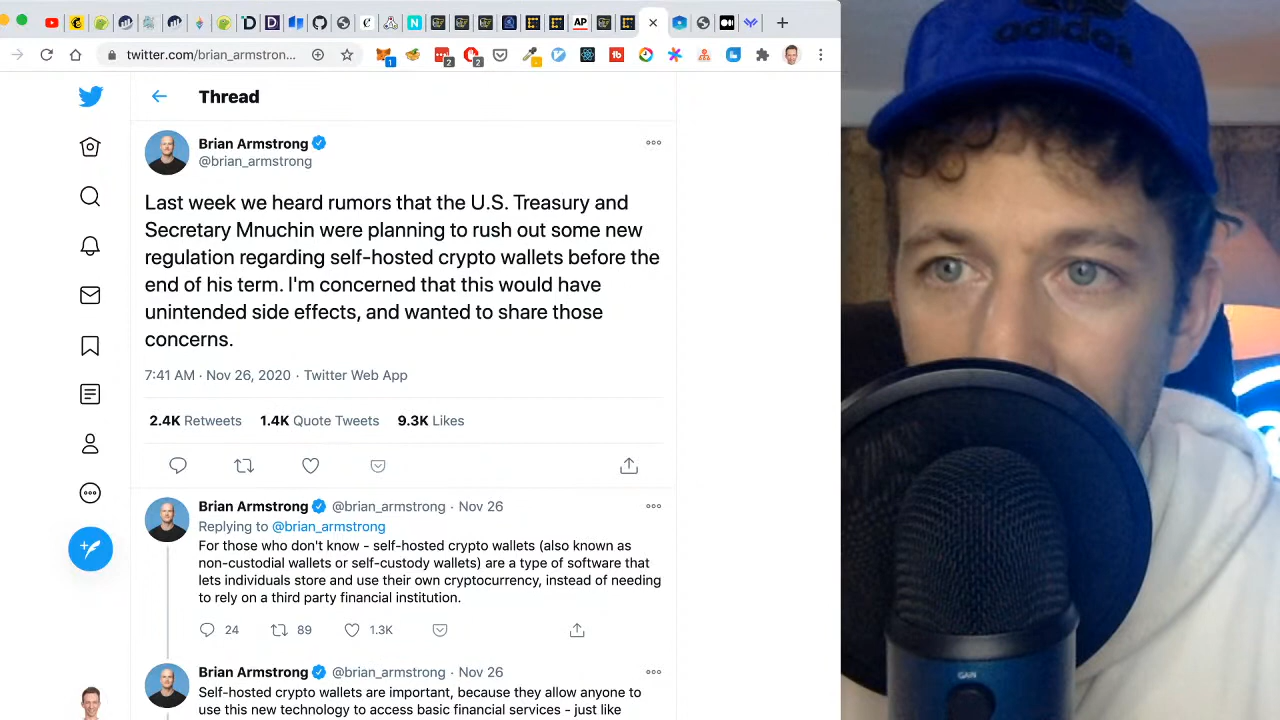 twitter.com/brian_armstron...
Thread
Brian Armstrong
@brian_armstrong
Last week we heard rumors that the U.S. Treasury and
Secretary Mnuchin were planning to rush out some new
regulation regarding self-hosted crypto wallets before the
end of his term. I'm concerned that this would have
unintended side effects, and wanted to share those
concerns.
7:41 AM · Nov 26, 2020 · Twitter Web App
2.4K Retweets 1.4K Quote Tweets 9.3K Likes
Brian Armstrong @brian_armstrong · Nov 26
Replying to @brian_armstrong
For those who don't know - self-hosted crypto wallets (also known as
non-custodial wallets or self-custody wallets) are a type of software that
lets individuals store and use their own cryptocurrency, instead of needing
to rely on a third party financial institution.
24 89 1.3K
Brian Armstrong @brian_armstrong · Nov 26
Self-hosted crypto wallets are important, because they allow anyone to
use this new technology to access basic financial services - just like
adidas
GAIN